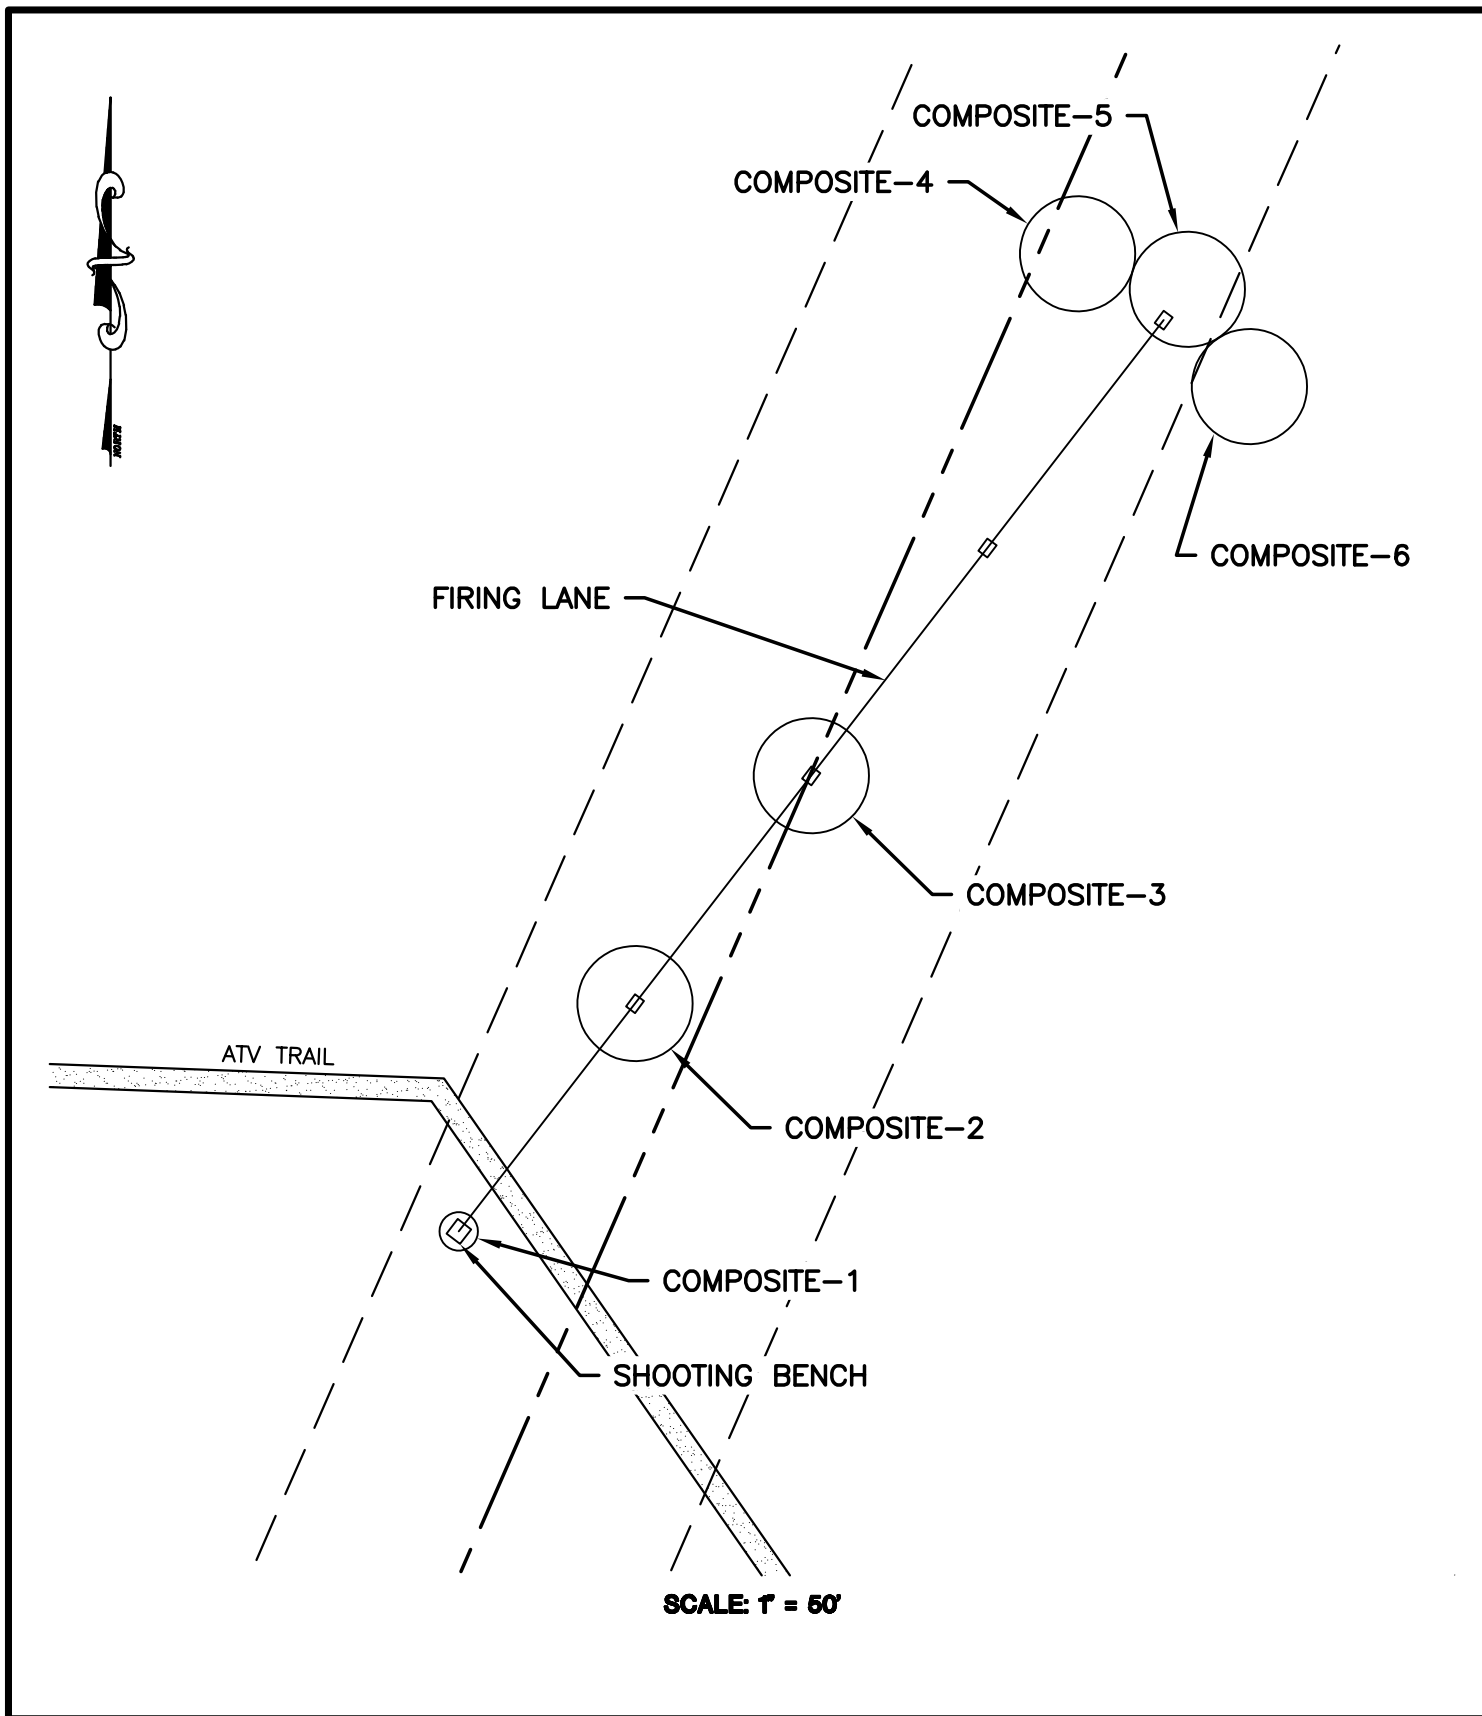 COMPOSITE-5
COMPOSITE-4
NORTH
COMPOSITE-6
FIRING LANE
COMPOSITE-3
ATV TRAIL
COMPOSITE-2
COMPOSITE-1
SHOOTING BENCH
SCALE: 1" = 50'